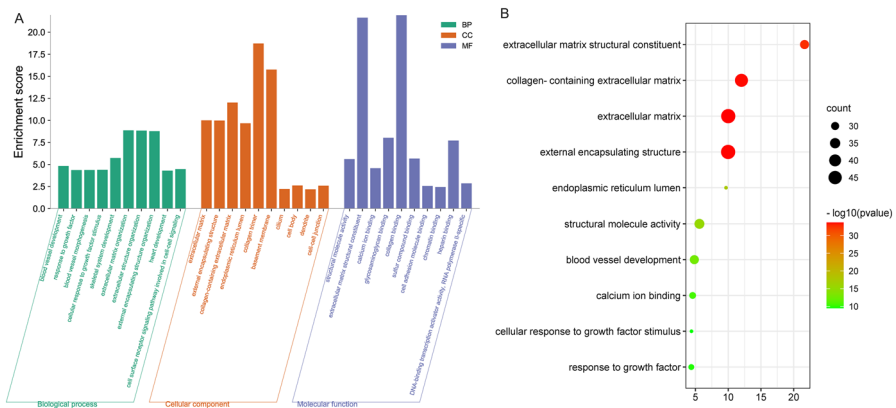 A
BP
CC
MF
Enrichment score
20.0
17.5
15.0
12.5
10.0
7.5
5.0
2.5
0.0
blood vessel development
response to growth factor
blood vessel morphogenesis
cellular response to growth factor stimulus
skeletal system development
extracellular matrix organization
extracellular structure organization
external encapsulating structure organization
heart development
cell surface receptor signaling pathway involved in cell-cell signaling
extracellular matrix
external encapsulating structure
collagen-containing extracellular matrix
endoplasmic reticulum lumen
collagen trimer
basement membrane
cilium
cell body
dendrite
cell-cell junction
structural molecule activity
extracellular matrix structural constituent
calcium ion binding
glycosaminoglycan binding
collagen binding
sulfur compound binding
cell adhesion molecule binding
chromatin binding
heparin binding
DNA-binding transcription activator activity, RNA polymerase II-specific
Biological process
Cellular component
Molecular function
B
extracellular matrix structural constituent
collagen- containing extracellular matrix
extracellular matrix
external encapsulating structure
endoplasmic reticulum lumen
structural molecule activity
blood vessel development
calcium ion binding
cellular response to growth factor stimulus
response to growth factor
5 10 15 20
count
30
35
40
45
- log10(pvalue)
30
25
20
15
10